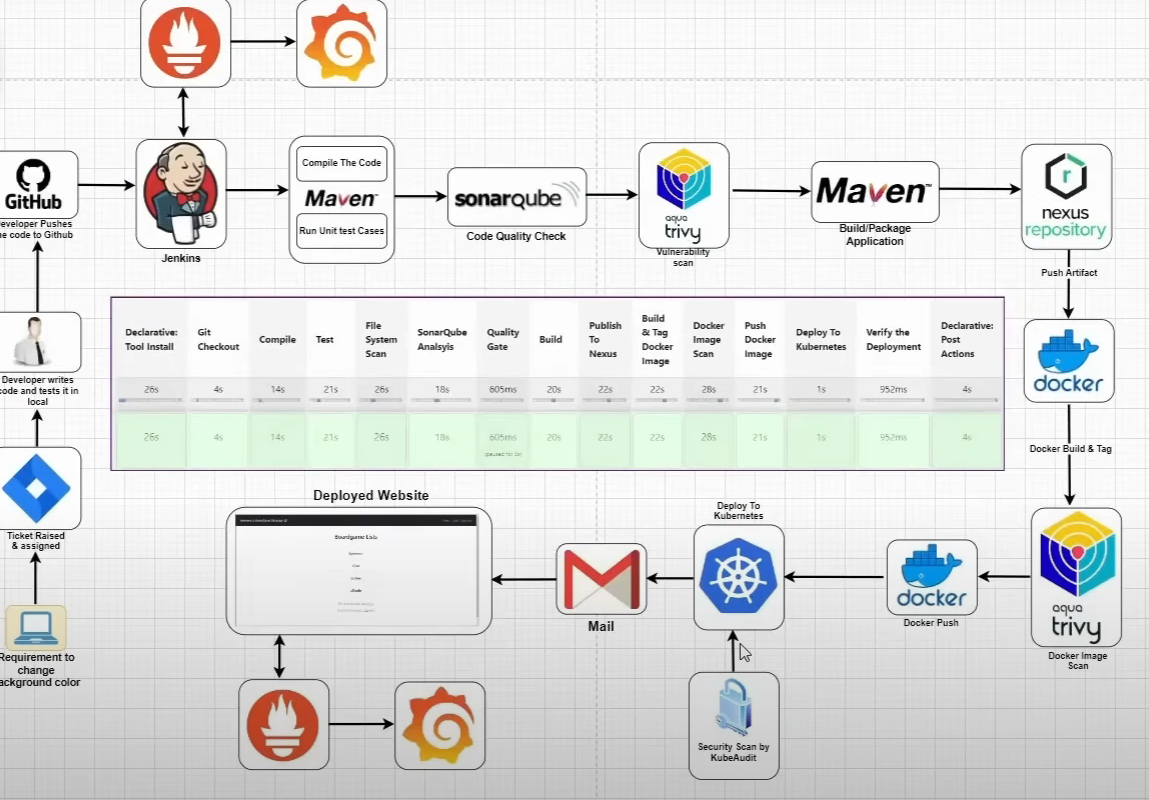 GitHub
Developer Pushes
he code to Github
Jenkins
Compile The Code
Maven™
Run Unit test Cases
sonarqube
Code Quality Check
aqua
trivy
Vulnerability
scan
Maven™
Build/Package
Application
nexus
repository
Push Artifact
docker
Docker Build & Tag
Developer writes
code and tests it in
local
Ticket Raised
& assigned
Requirement to
change
background color
Declarative:
Tool Install
Git
Checkout
Compile
Test
File
System
Scan
SonarQube
Analsyis
Quality
Gate
Build
Publish
To
Nexus
Build
& Tag
Docker
Image
Docker
Image
Scan
Push
Docker
Image
Deploy To
Kubernetes
Verify the
Deployment
Declarative:
Post
Actions
26s 4s 14s 21s 26s 18s 605ms 20s 22s 22s 28s 21s 1s 952ms 4s
26s 4s 14s 21s 26s 18s 605ms 20s 22s 22s 28s 21s 1s 952ms 4s
Deployed Website
Boardgame Lists
Mail
Deploy To
Kubernetes
docker
Docker Push
aqua
trivy
Docker Image
Scan
Security Scan by
KubeAudit